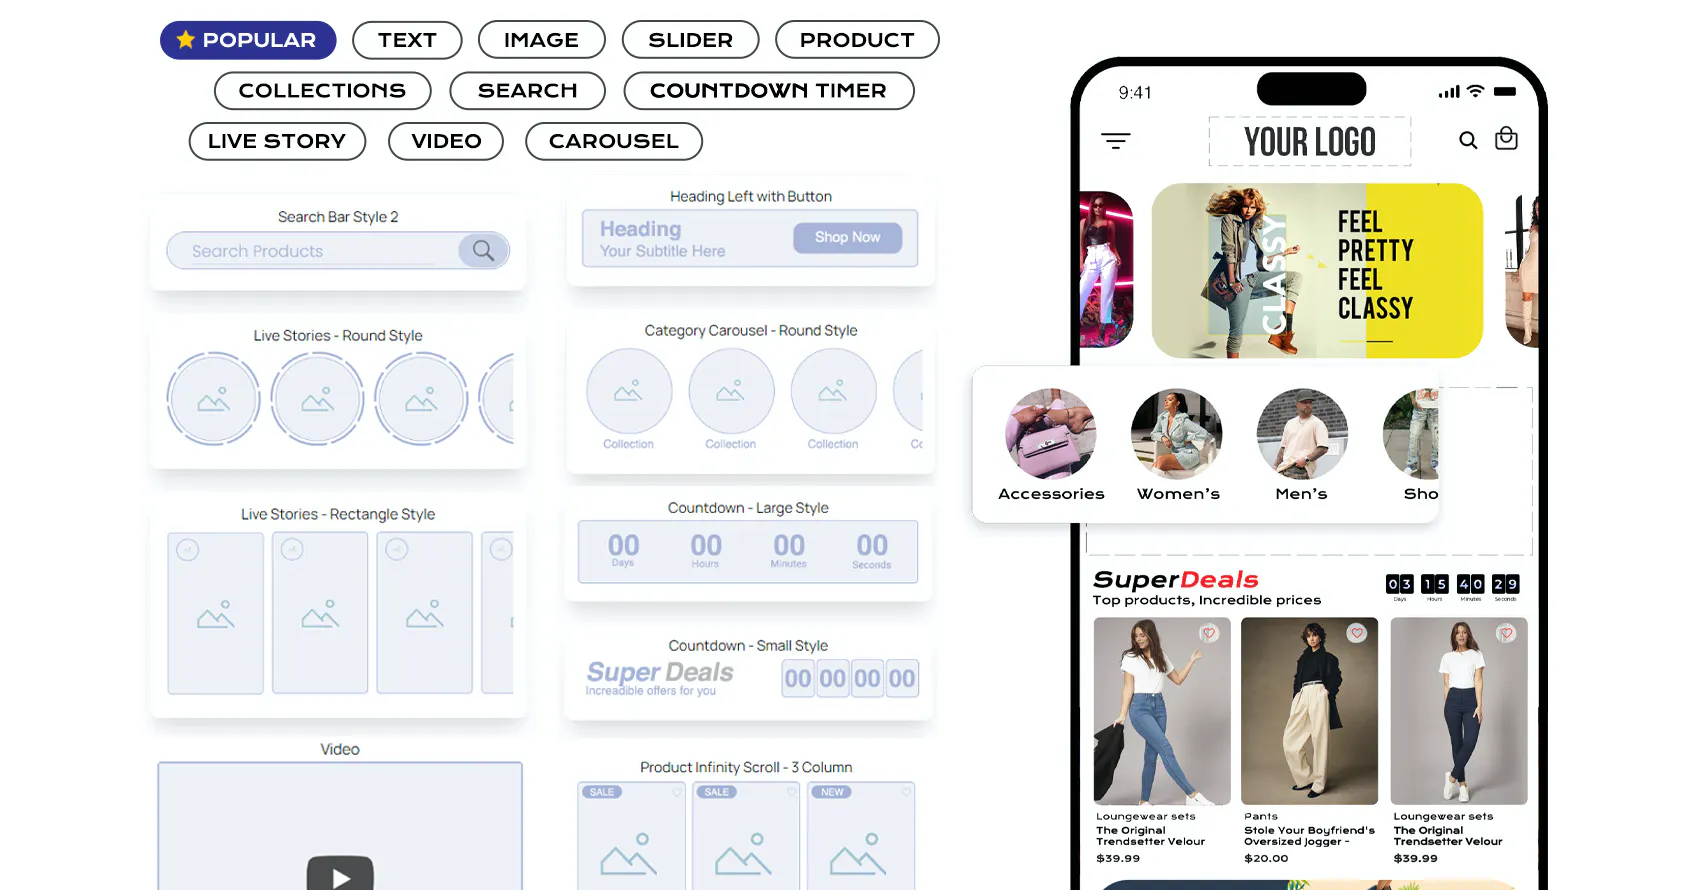 POPULAR
TEXT
IMAGE
SLIDER
PRODUCT
COLLECTIONS
SEARCH
COUNTDOWN TIMER
LIVE STORY
VIDEO
CAROUSEL
Search Bar Style 2
Search Products
Heading Left with Button
Heading
Your Subtitle Here
Shop Now
Live Stories - Round Style
Category Carousel - Round Style
Collection
Collection
Collection
Co
Live Stories - Rectangle Style
Countdown - Large Style
00 00 00 00
Days Hours Minutes Seconds
Countdown - Small Style
Super Deals
Increadible offers for you
00 00 00 00
Video
Product Infinity Scroll - 3 Column
SALE
SALE
NEW
9:41
YOUR LOGO
CLASSY
FEEL
PRETTY
FEEL
CLASSY
Accessories
Women's
Men's
Sho
SuperDeals
Top products, Incredible prices
03 15 40 29
Days Hours Minutes Seconds
Loungewear sets
The Original
Trendsetter Velour
$39.99
Pants
Stole Your Boyfriend's
Oversized Jogger -
$20.00
Loungewear sets
The Original
Trendsetter Velour
$39.99